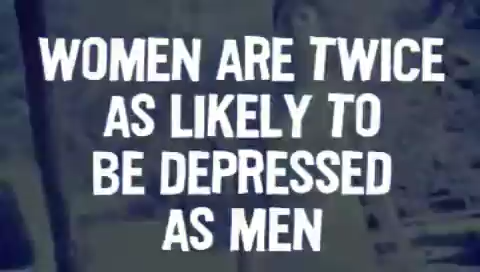 WOMEN ARE TWICE
AS LIKELY TO
BE DEPRESSED
AS MEN